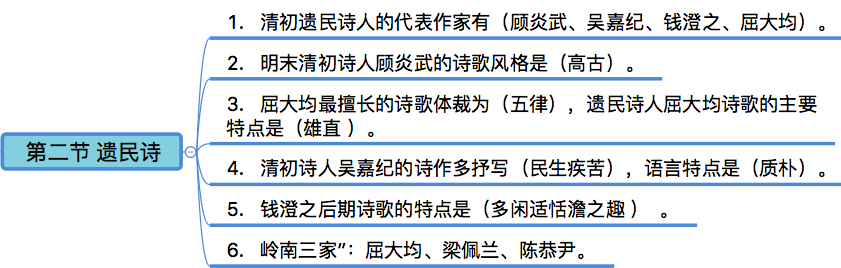 第二节 遗民诗
1. 清初遗民诗人的代表作家有（顾炎武、吴嘉纪、钱澄之、屈大均）。
2. 明末清初诗人顾炎武的诗歌风格是（高古）。
3. 屈大均最擅长的诗歌体裁为（五律），遗民诗人屈大均诗歌的主要
特点是（雄直 ）。
4. 清初诗人吴嘉纪的诗作多抒写（民生疾苦），语言特点是（质朴）。
5. 钱澄之后期诗歌的特点是（多闲适恬澹之趣 ） 。
6. 岭南三家”：屈大均、梁佩兰、陈恭尹。